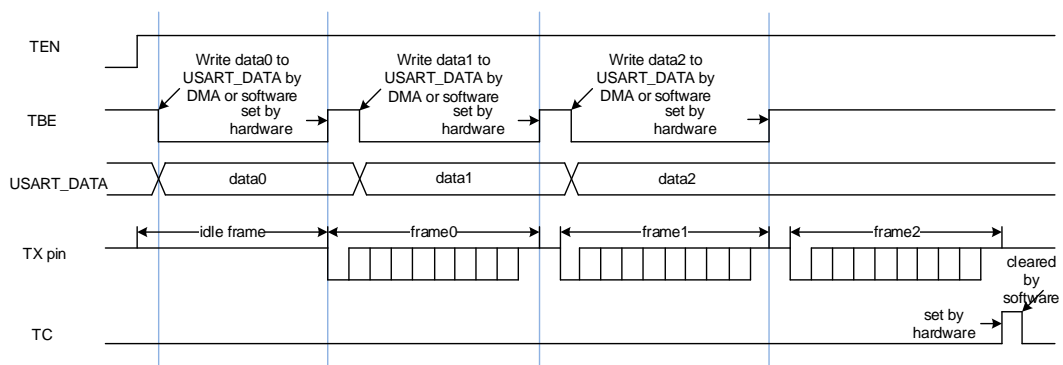 TEN
Write data0 to
USART_DATA by
DMA or software
Write data1 to
USART_DATA by
DMA or software
Write data2 to
USART_DATA by
DMA or software
TBE
set by
hardware
set by
hardware
set by
hardware
USART_DATA
data0
data1
data2
idle frame
frame0
frame1
frame2
TX pin
cleared
by
software
set by
hardware
TC